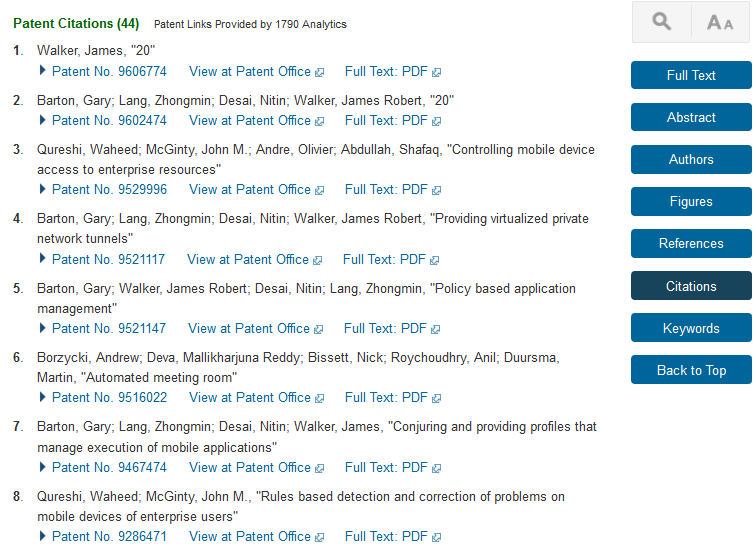 Patent Citations (44) Patent Links Provided by 1790 Analytics
1. Walker, James, "20"
Patent No. 9606774 View at Patent Office Full Text: PDF
2. Barton, Gary; Lang, Zhongmin; Desai, Nitin; Walker, James Robert, "20"
Patent No. 9602474 View at Patent Office Full Text: PDF
3. Qureshi, Waheed; McGinty, John M.; Andre, Olivier; Abdullah, Shafaq, "Controlling mobile device
access to enterprise resources"
Patent No. 9529996 View at Patent Office Full Text: PDF
4. Barton, Gary; Lang, Zhongmin; Desai, Nitin; Walker, James Robert, "Providing virtualized private
network tunnels"
Patent No. 9521117 View at Patent Office Full Text: PDF
5. Barton, Gary; Walker, James Robert; Desai, Nitin; Lang, Zhongmin, "Policy based application
management"
Patent No. 9521147 View at Patent Office Full Text: PDF
6. Borzycki, Andrew; Deva, Mallikharjuna Reddy; Bissett, Nick; Roychoudhry, Anil; Duursma,
Martin, "Automated meeting room"
Patent No. 9516022 View at Patent Office Full Text: PDF
7. Barton, Gary; Lang, Zhongmin; Desai, Nitin; Walker, James, "Conjuring and providing profiles that
manage execution of mobile applications"
Patent No. 9467474 View at Patent Office Full Text: PDF
8. Qureshi, Waheed; McGinty, John M., "Rules based detection and correction of problems on
mobile devices of enterprise users"
Patent No. 9286471 View at Patent Office Full Text: PDF
AA
Full Text
Abstract
Authors
Figures
References
Citations
Keywords
Back to Top